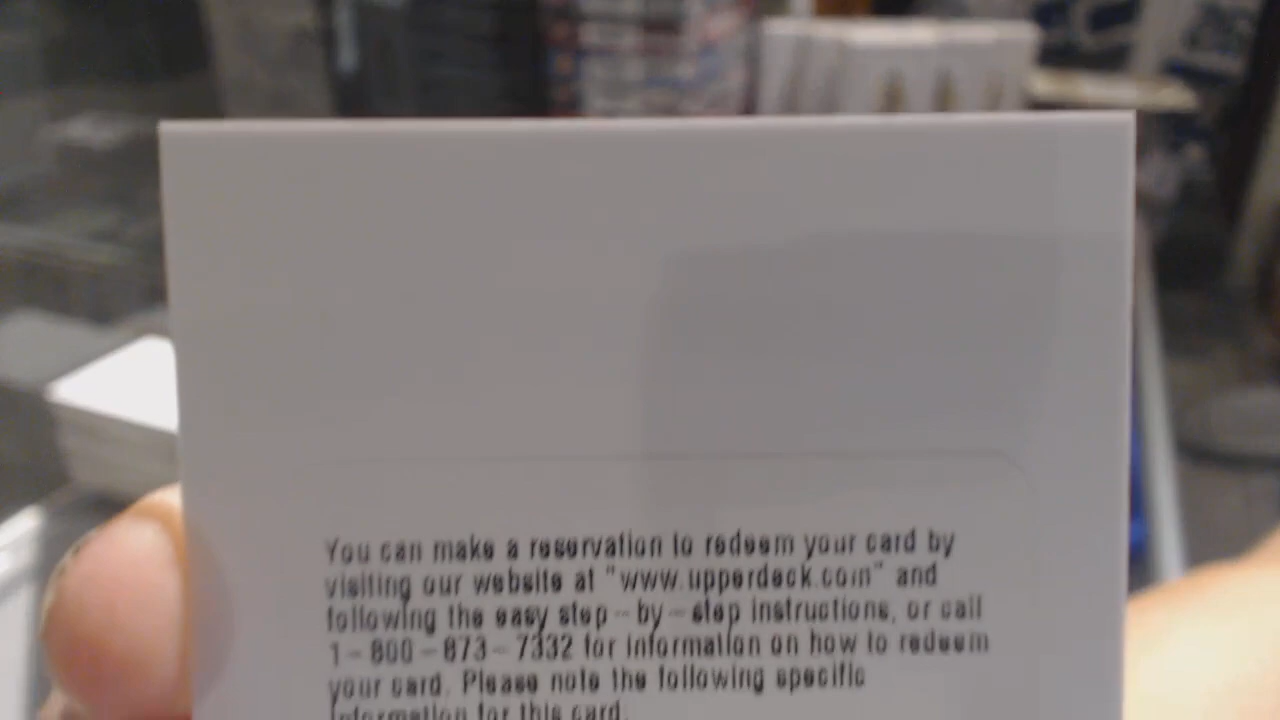 You can make a reservation to redeem your card by
visiting our website at "www.upperdeck.com" and
following the easy step-by-step instructions, or call
1-800-873-7332 for information on how to redeem
your card. Please note the following specific
information for this card.